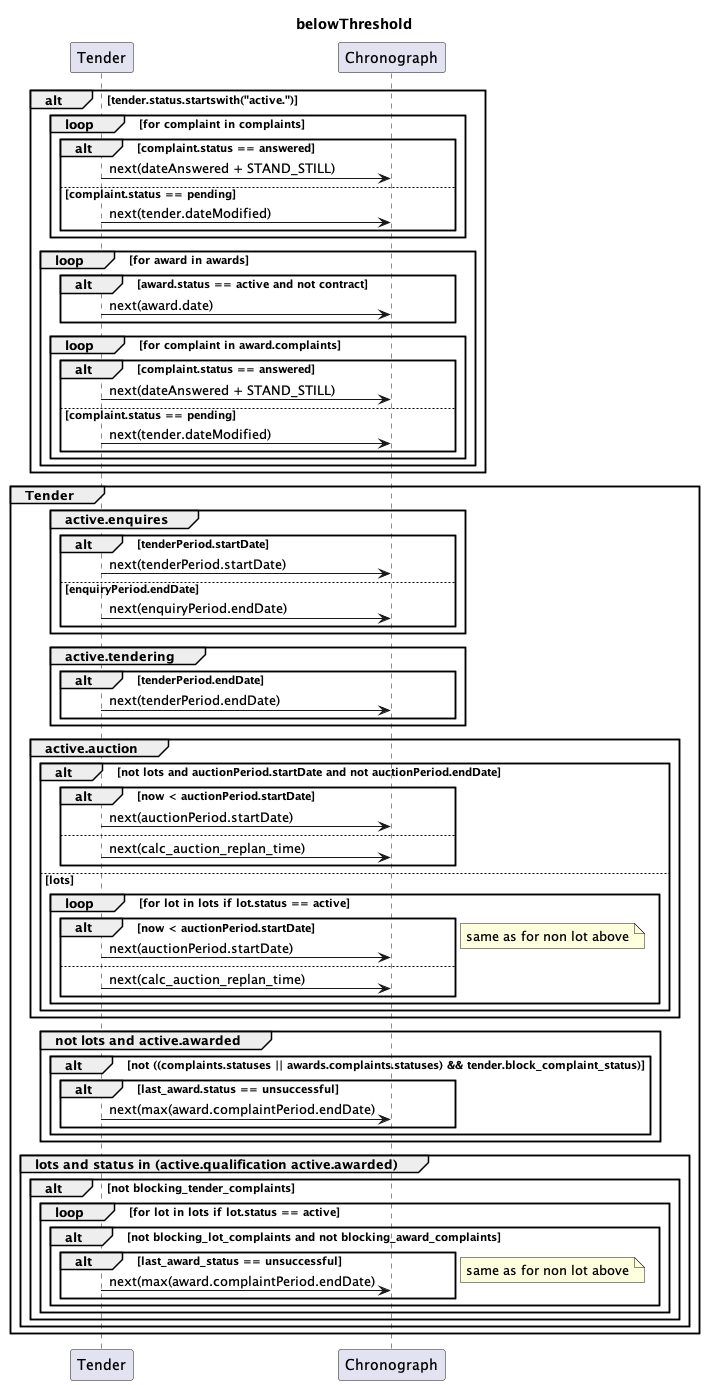 belowThreshold
Tender Chronograph
alt [tender.status.startswith("active.")]
loop [for complaint in complaints]
alt [complaint.status == answered]
next(dateAnswered + STAND_STILL)
[complaint.status == pending]
next(tender.dateModified)
loop [for award in awards]
alt [award.status == active and not contract]
next(award.date)
loop [for complaint in award.complaints]
alt [complaint.status == answered]
next(dateAnswered + STAND_STILL)
[complaint.status == pending]
next(tender.dateModified)
Tender
active.enquires
alt [tenderPeriod.startDate]
next(tenderPeriod.startDate)
[enquiryPeriod.endDate]
next(enquiryPeriod.endDate)
active.tendering
alt [tenderPeriod.endDate]
next(tenderPeriod.endDate)
active.auction
alt [not lots and auctionPeriod.startDate and not auctionPeriod.endDate]
alt [now < auctionPeriod.startDate]
next(auctionPeriod.startDate)
next(calc_auction_replan_time)
[lots]
loop [for lot in lots if lot.status == active]
alt [now < auctionPeriod.startDate]
same as for non lot above
next(auctionPeriod.startDate)
next(calc_auction_replan_time)
not lots and active.awarded
alt [not ((complaints.statuses || awards.complaints.statuses) && tender.block_complaint_status)]
alt [last_award.status == unsuccessful]
next(max(award.complaintPeriod.endDate)
lots and status in (active.qualification active.awarded)
alt [not blocking_tender_complaints]
loop [for lot in lots if lot.status == active]
alt [not blocking_lot_complaints and not blocking_award_complaints]
alt [last_award_status == unsuccessful]
same as for non lot above
next(max(award.complaintPeriod.endDate)
Tender Chronograph